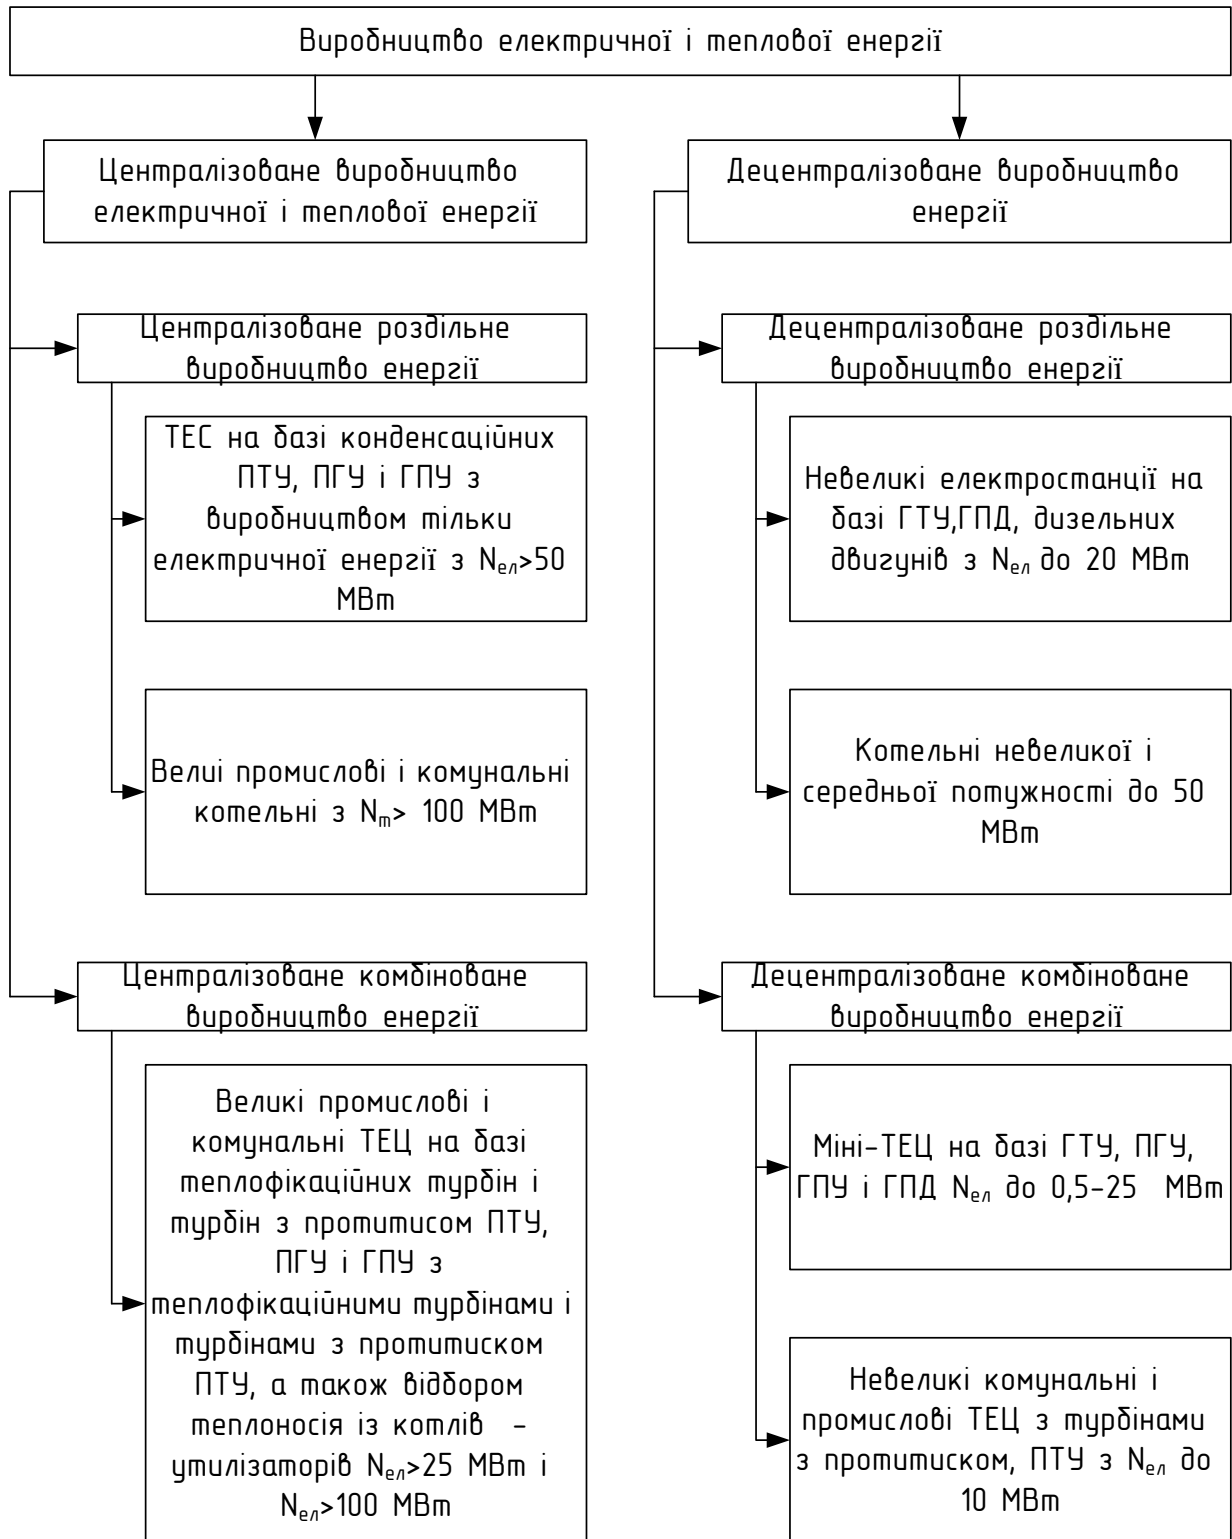 Виробництво електричної і теплової енергії
Централізоване виробництво
електричної і теплової енергії
Децентралізоване виробництво
енергії
Централізоване роздільне
виробництво енергії
Децентралізоване роздільне
виробництво енергії
ТЕС на базі конденсаційних
ПТУ, ПГУ і ГПУ з
виробництвом тільки
електричної енергії з Nел>50
МВт
Невеликі електростанції на
базі ГТУ,ГПД, дизельних
двигунів з Nел до 20 МВт
Велиі промислові і комунальні
котельні з Nт> 100 МВт
Котельні невеликої і
середньої потужності до 50
МВт
Централізоване комбіноване
виробництво енергії
Децентралізоване комбіноване
виробництво енергії
Великі промислові і
комунальні ТЕЦ на базі
теплофікаційних турбін і
турбін з протитисом ПТУ,
ПГУ і ГПУ з
теплофікаційними турбінами і
турбінами з протитиском
ПТУ, а також відбором
теплоносія із котлів –
утилізаторів Nел>25 МВт і
Nел>100 МВт
Міні-ТЕЦ на базі ГТУ, ПГУ,
ГПУ і ГПД Nел до 0,5-25 МВт
Невеликі комунальні і
промислові ТЕЦ з турбінами
з протитиском, ПТУ з Nел до
10 МВт